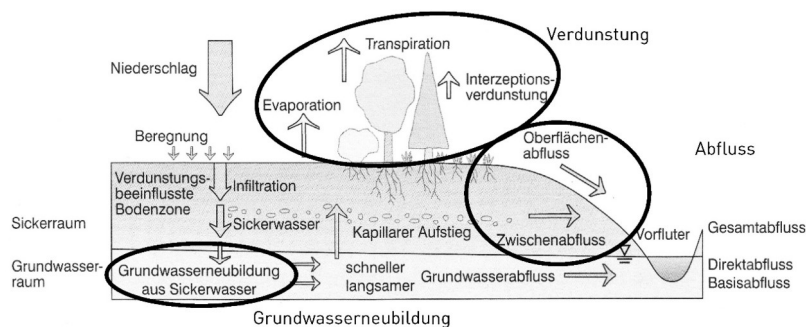 Verdunstung
Transpiration
Niederschlag
Interzeptions-
verdunstung
Evaporation
Beregnung
Oberflächen-
abfluss
Abfluss
Verdunstungs-
beeinflusste
Bodenzone
Infiltration
Sickerraum
Sickerwasser
Kapillarer Aufstieg
Zwischenabfluss
Vorfluter
Gesamtabfluss
Grundwasser-
raum
Grundwasserneubildung
aus Sickerwasser
schneller
langsamer
Grundwasserabfluss
Direktabfluss
Basisabfluss
Grundwasserneubildung